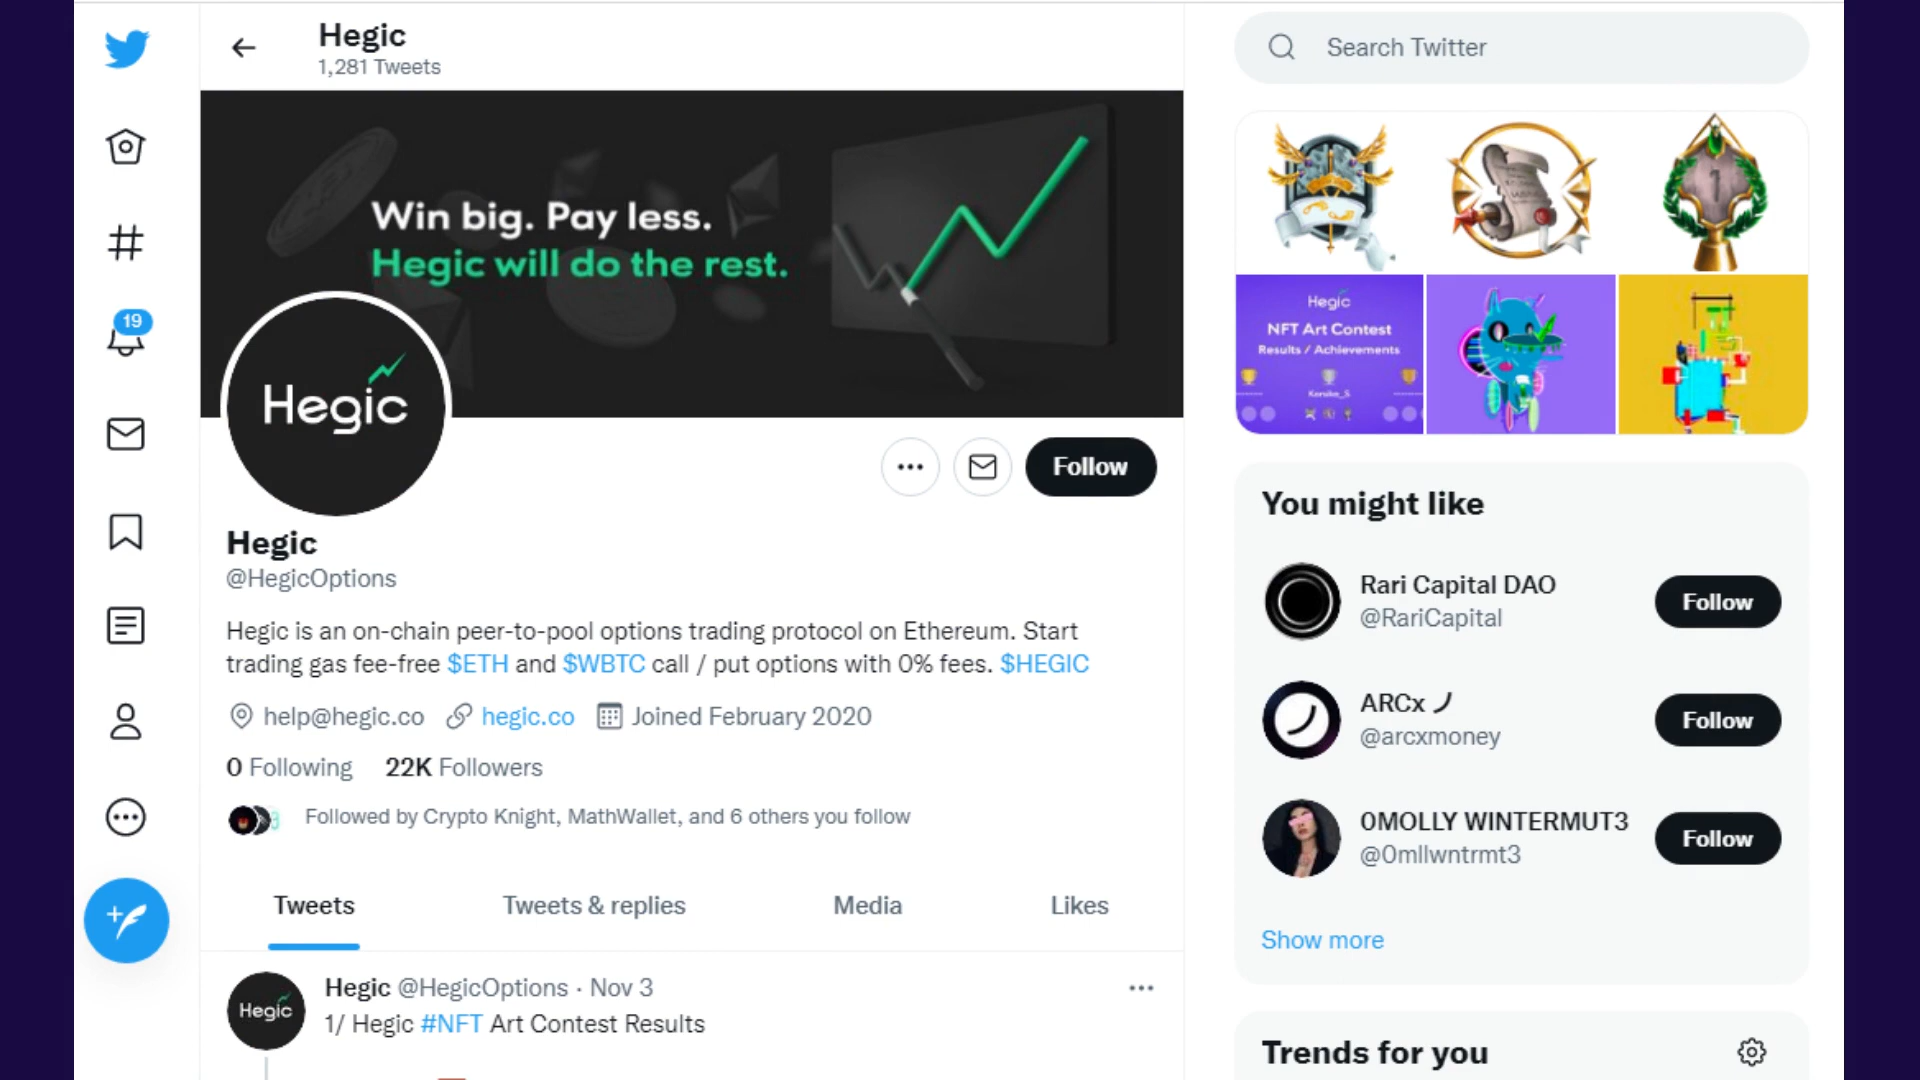 Hegic
1,281 Tweets
Win big. Pay less.
Hegic will do the rest.
Hegic
19
Follow
Hegic
@HegicOptions
Hegic is an on-chain peer-to-pool options trading protocol on Ethereum. Start
trading gas fee-free $ETH and $WBTC call / put options with 0% fees. $HEGIC
help@hegic.co hegic.co Joined February 2020
0 Following 22K Followers
Followed by Crypto Knight, MathWallet, and 6 others you follow
Tweets Tweets & replies Media Likes
Hegic
Hegic @HegicOptions · Nov 3
1/ Hegic #NFT Art Contest Results
Search Twitter
1
Hegic
NFT Art Contest
Results / Achievements
You might like
Rari Capital DAO
@RariCapital
Follow
ARCx
@arcxmoney
Follow
0MOLLY WINTERMUT3
@0mllwntrmt3
Follow
Show more
Trends for you